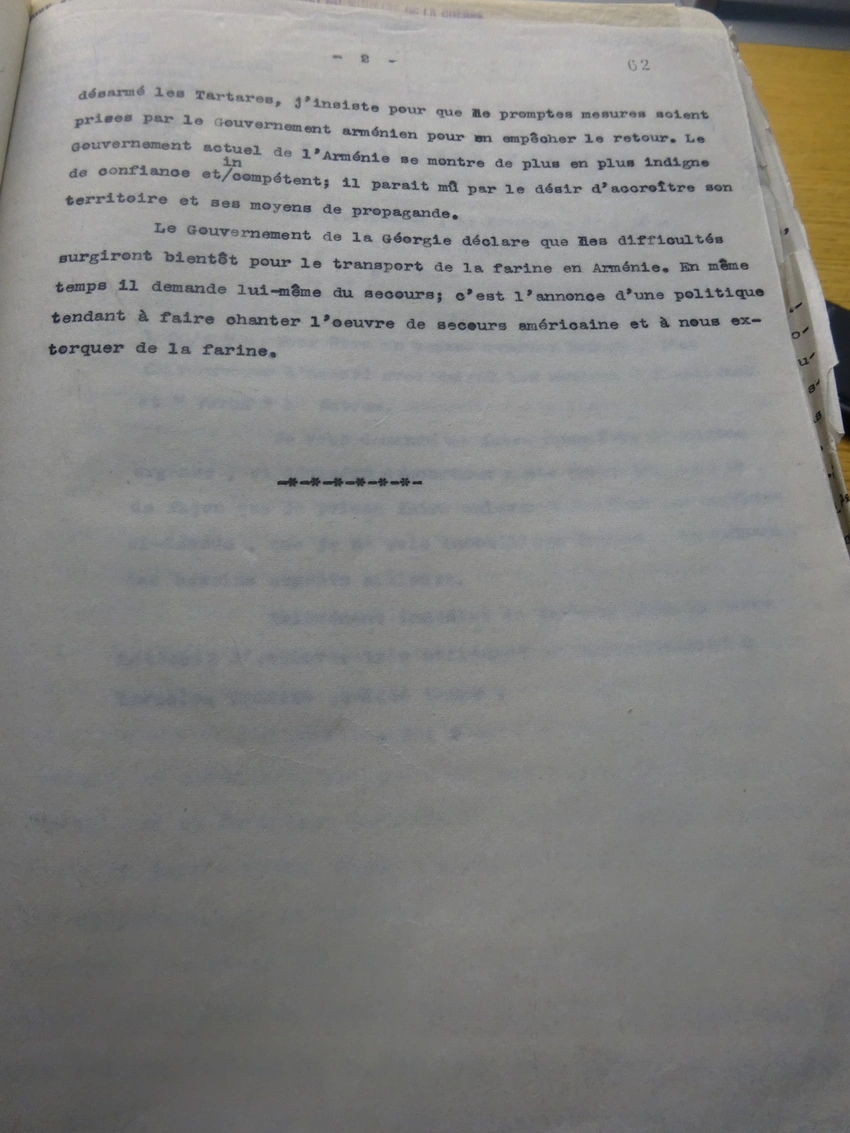 - 2 -
62
désarmé les Tartares, j'insiste pour que de promptes mesures soient
prises par le Gouvernement arménien pour en empêcher le retour. Le
Gouvernement actuel de l'Arménie se montre de plus en plus indigne
in
de confiance et/compétent; il parait mû par le désir d'accroître son
territoire et ses moyens de propagande.
Le Gouvernement de la Géorgie déclare que des difficultés
surgiront bientôt pour le transport de la farine en Arménie. En même
temps il demande lui-même du secours; c'est l'annonce d'une politique
tendant à faire chanter l'oeuvre de secours américaine et à nous ex-
torquer de la farine.
-*-*-*-*-*-*-